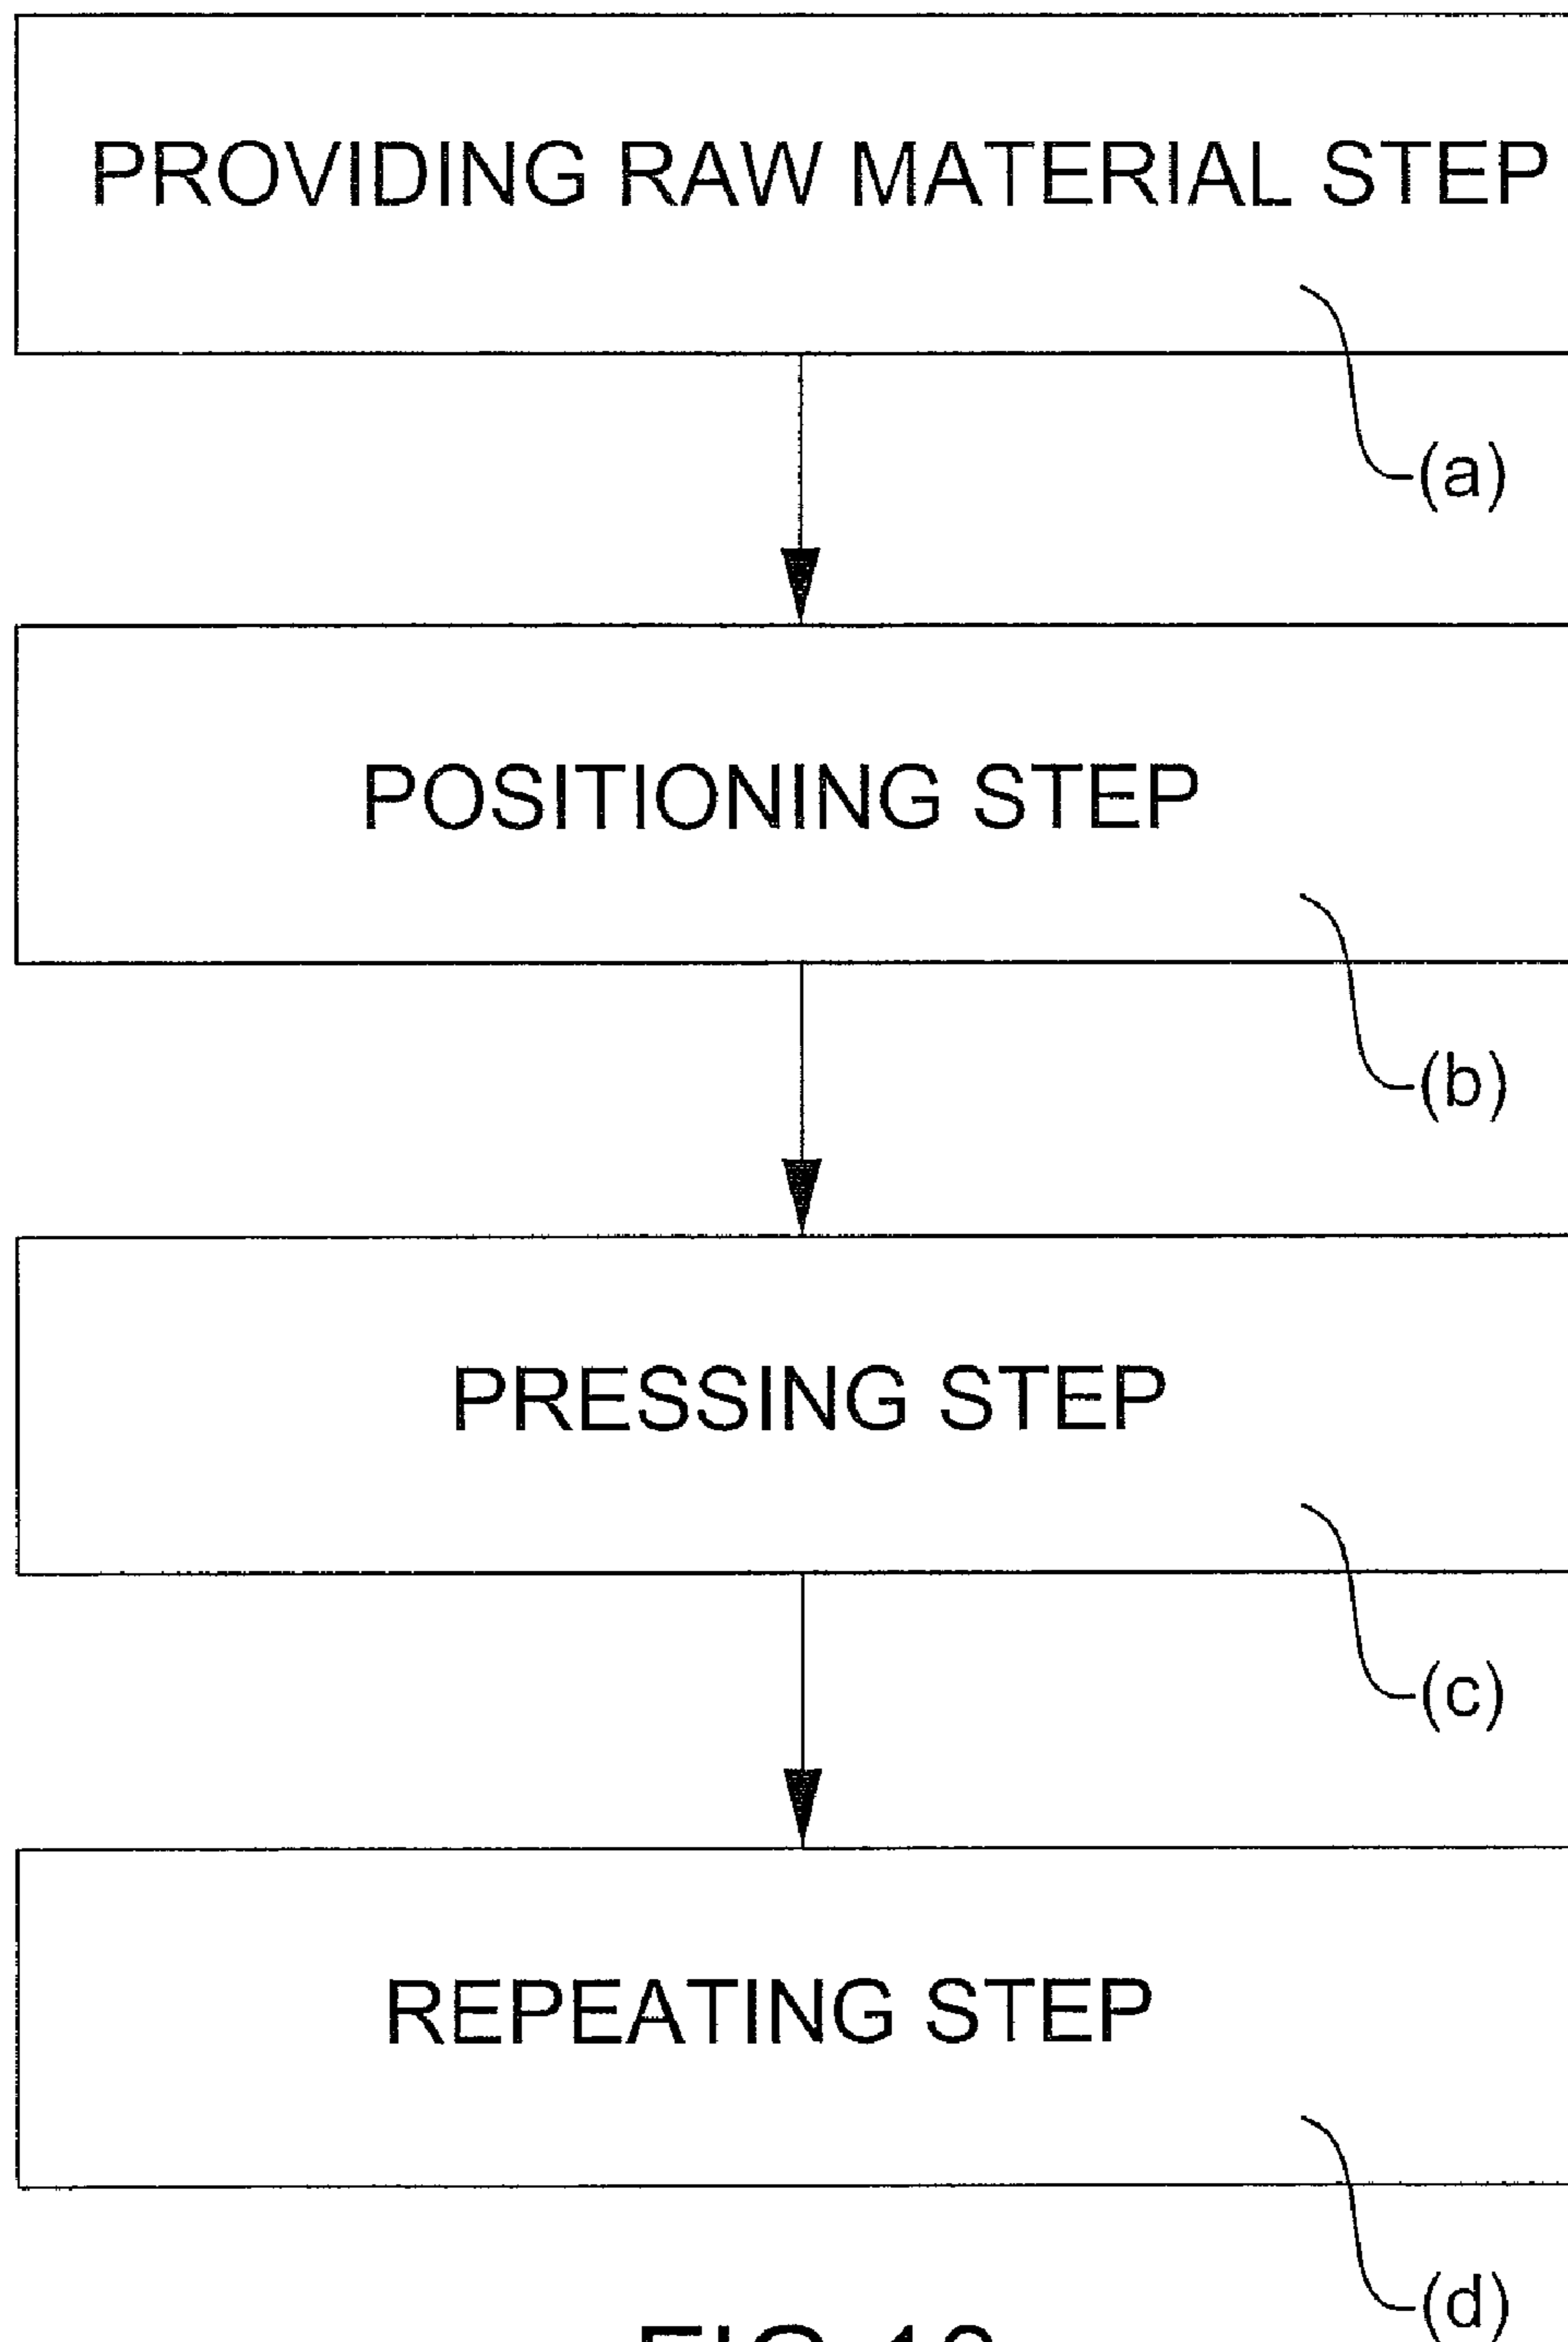 PROVIDING RAW MATERIAL STEP
(a)
POSITIONING STEP
(b)
PRESSING STEP
(c)
REPEATING STEP
(d)